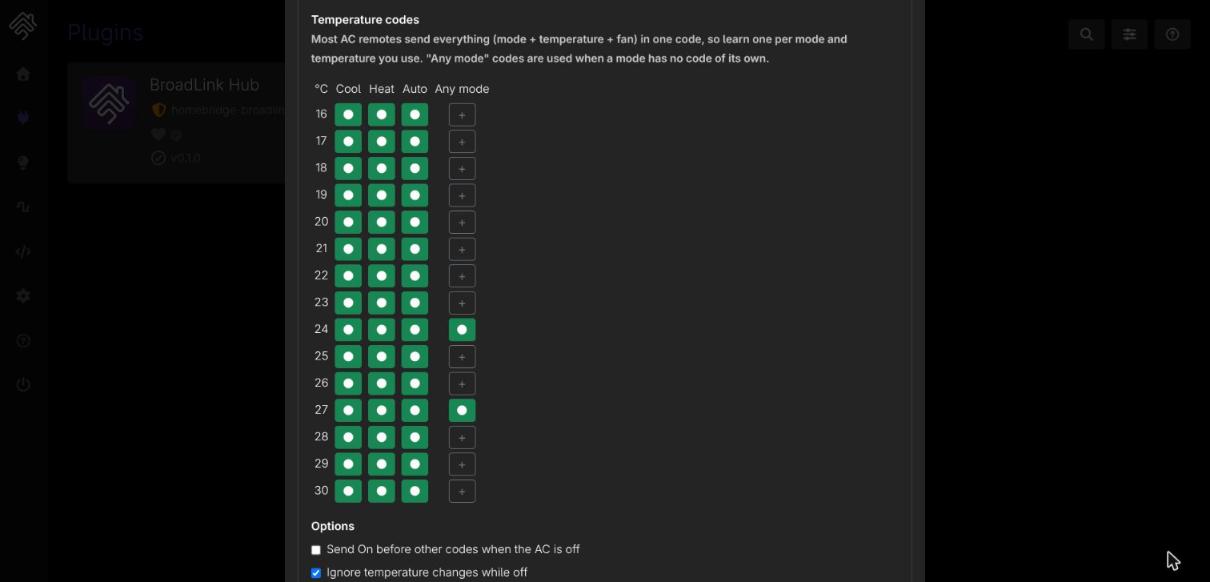 Plugins
BroadLink Hub
homebridge-broadlin
v0.1.0
Temperature codes
Most AC remotes send everything (mode + temperature + fan) in one code, so learn one per mode and
temperature you use. "Any mode" codes are used when a mode has no code of its own.
°C Cool Heat Auto Any mode
16 +
17 +
18 +
19 +
20 +
21 +
22 +
23 +
24
25 +
26 +
27
28 +
29 +
30 +
Options
Send On before other codes when the AC is off
Ignore temperature changes while off